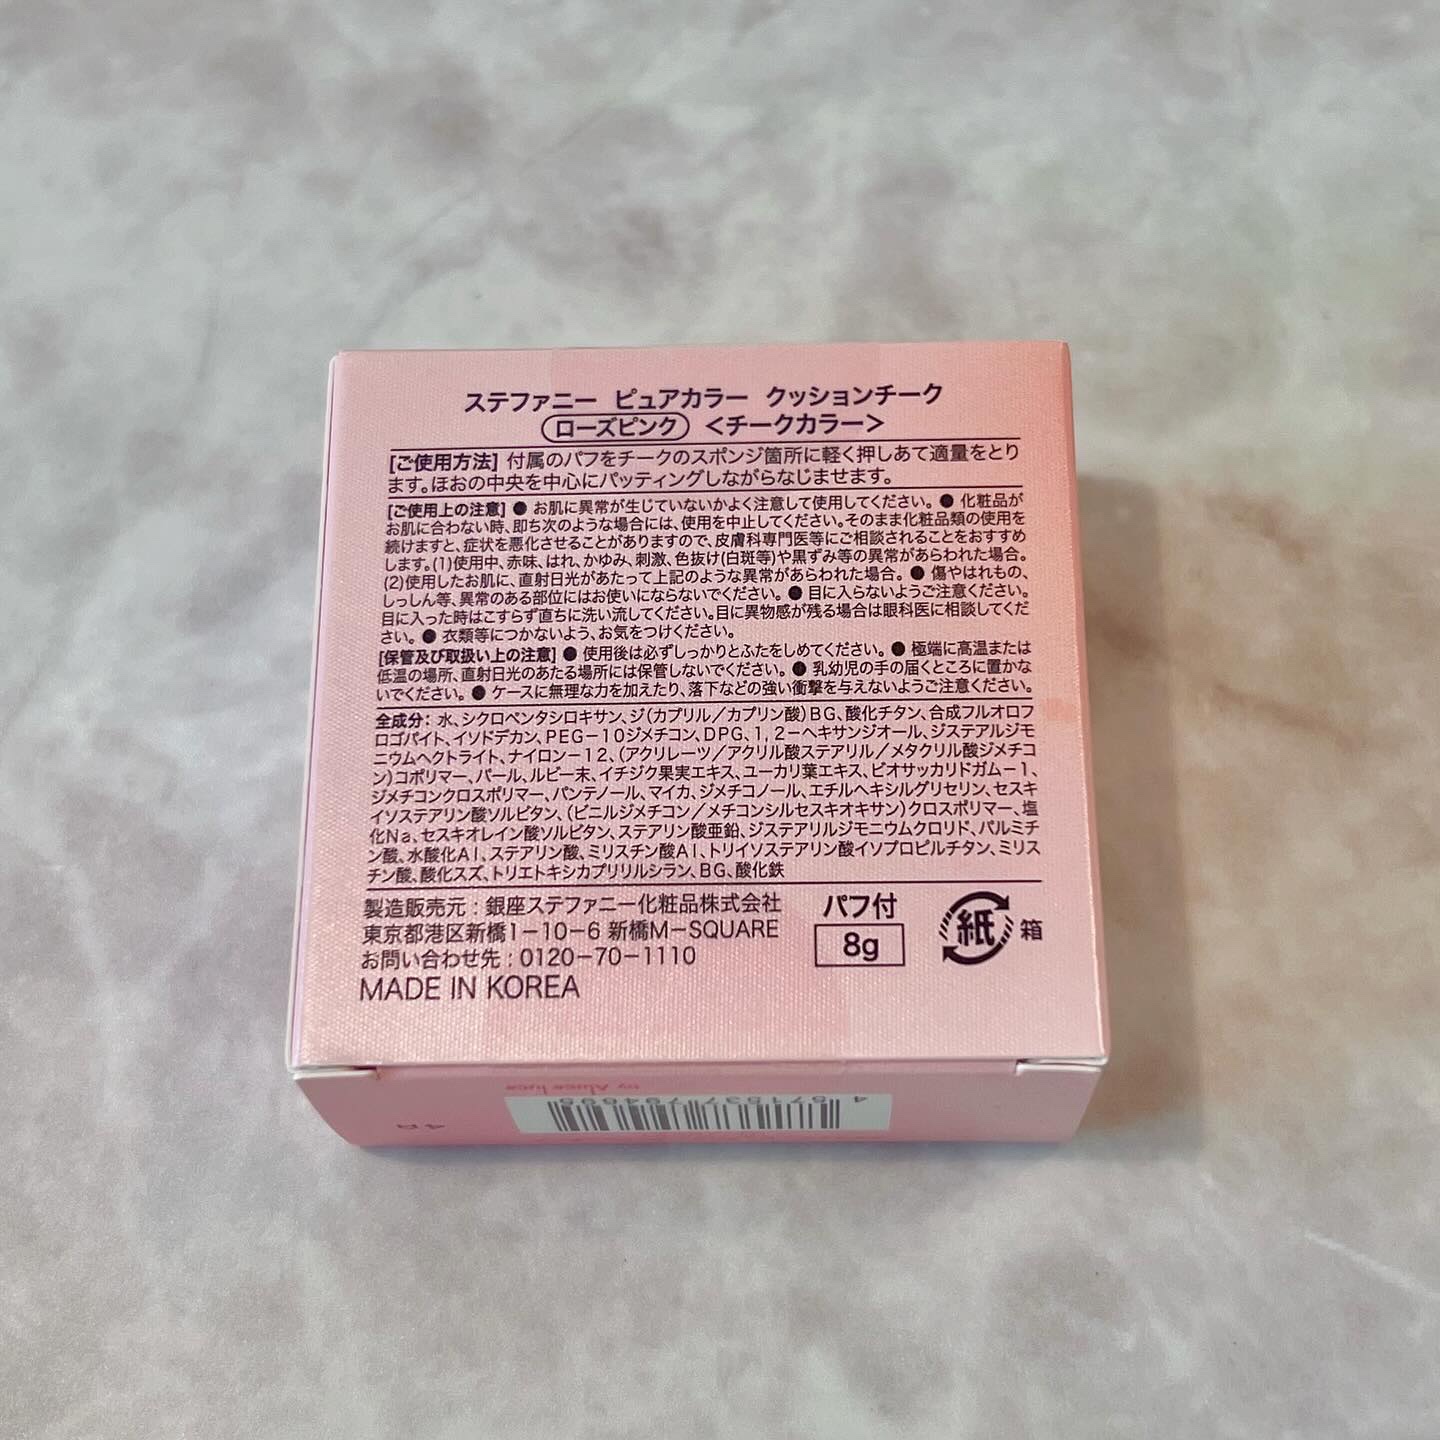 ステファニー ピュアカラー クッションチーク
ローズピンク <チークカラー>
[ご使用方法] 付属のパフをチークのスポンジ箇所に軽く押しあて適量をとり
ます。ほおの中央を中心にパッティングしながらなじませます。
[ご使用上の注意] ● お肌に異常が生じていないかよく注意して使用してください。● 化粧品が
お肌に合わない時、即ち次のような場合には、使用を中止してください。そのまま化粧品類の使用を
続けますと、症状を悪化させることがありますので、皮膚科専門医等にご相談されることをおすすめ
します。(1)使用中、赤味、はれ、かゆみ、刺激、色抜け(白斑等)や黒ずみ等の異常があらわれた場合。
(2)使用したお肌に、直射日光があたって上記のような異常があらわれた場合。● 傷やはれもの、
しっしん等、異常のある部位にはお使いにならないでください。● 目に入らないようご注意ください。
目に入った時はこすらず直ちに洗い流してください。目に異物感が残る場合は眼科医に相談してくだ
さい。● 衣類等につかないよう、お気をつけください。
[保管及び取扱い上の注意] ● 使用後は必ずしっかりとふたをしめてください。● 極端に高温または
低温の場所、直射日光のあたる場所には保管しないでください。● 乳幼児の手の届くところに置かな
いでください。● ケースに無理な力を加えたり、落下などの強い衝撃を与えないようご注意ください。
全成分：水、シクロペンタシロキサン、ジ（カプリル／カプリン酸）BG、酸化チタン、合成フルオロフ
ロゴパイト、イソドデカン、PEG－10ジメチコン、DPG、1,2－ヘキサンジオール、ジステアルジモ
ニウムヘクトライト、ナイロン－12、（アクリレーツ／アクリル酸ステアリル／メタクリル酸ジメチコ
ン）コポリマー、パール、ルビー末、イチジク果実エキス、ユーカリ葉エキス、ビオサッカリドガム－1、
ジメチコンクロスポリマー、パンテノール、マイカ、ジメチコノール、エチルヘキシルグリセリン、セスキ
イソステアリン酸ソルビタン、（ビニルジメチコン／メチコンシルセスキオキサン）クロスポリマー、塩
化Na、セスキオレイン酸ソルビタン、ステアリン酸亜鉛、ジステアリルジモニウムクロリド、パルミチ
ン酸、水酸化Al、ステアリン酸、ミリスチン酸Al、トリイソステアリン酸イソプロピルチタン、ミリス
チン酸、酸化スズ、トリエトキシカプリリルシラン、BG、酸化鉄
製造販売元：銀座ステファニー化粧品株式会社
東京都港区新橋1－10－6 新橋M－SQUARE
お問い合わせ先：0120－70－1110
MADE IN KOREA
パフ付
8g
紙 箱
by Aluce luce